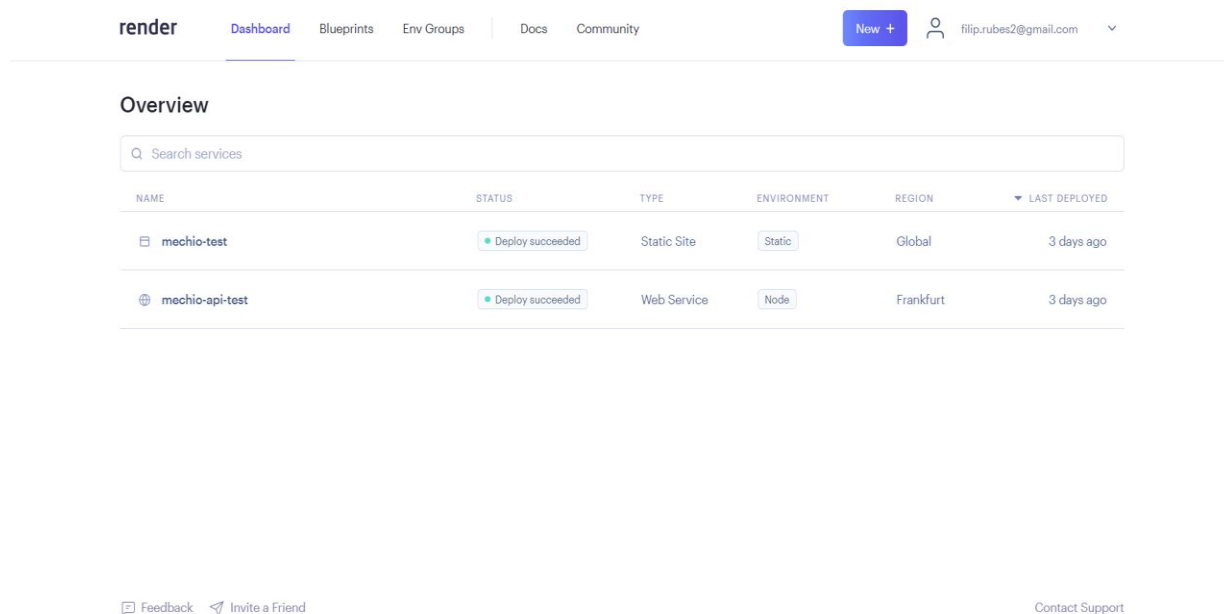 render Dashboard Blueprints Env Groups Docs Community New + filip.rubes2@gmail.com
Overview
Search services
NAME STATUS TYPE ENVIRONMENT REGION LAST DEPLOYED
mechio-test Deploy succeeded Static Site Static Global 3 days ago
mechio-api-test Deploy succeeded Web Service Node Frankfurt 3 days ago
Feedback Invite a Friend Contact Support